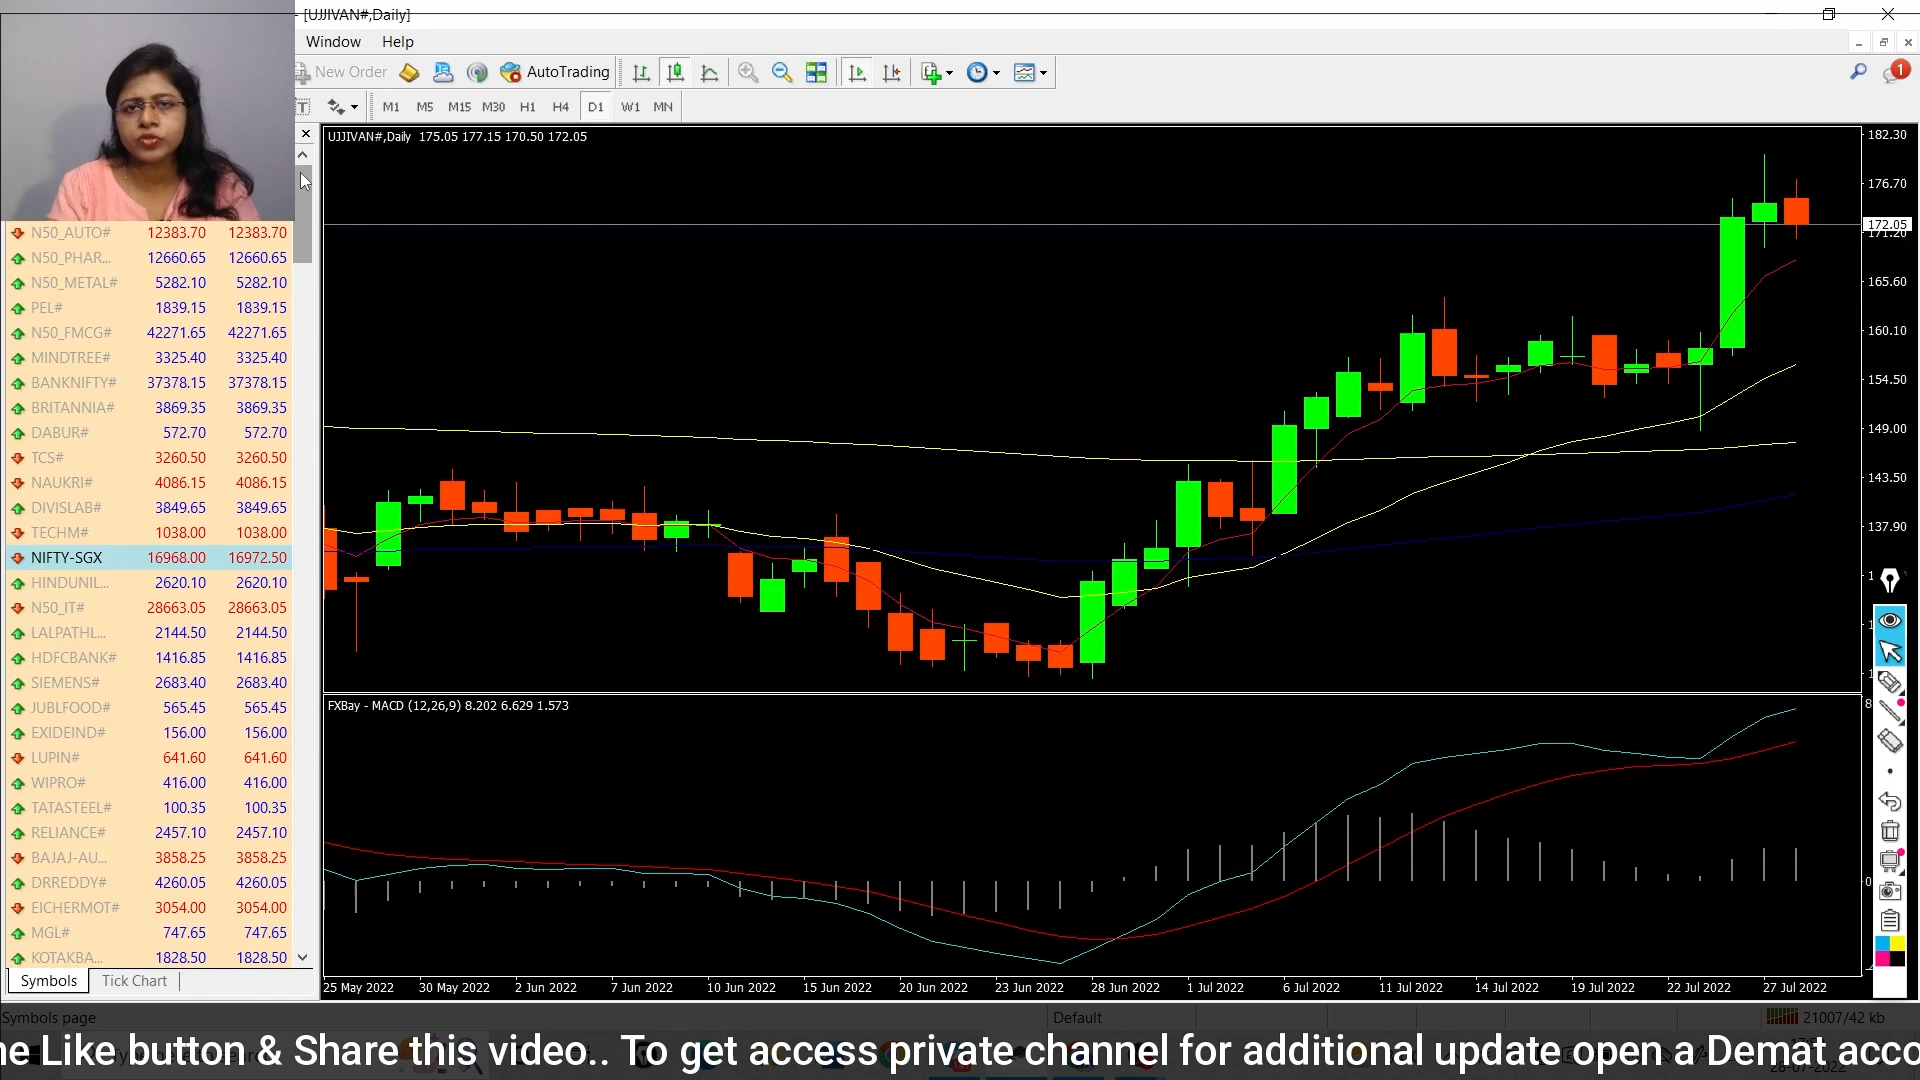 - [UJJIVAN#,Daily]
Window Help
New Order AutoTrading 1
T M1 M5 M15 M30 H1 H4 D1 W1 MN
UJJIVAN#,Daily 175.05 177.15 170.50 172.05
182.30
176.70
172.05
171.20
165.60
160.10
154.50
149.00
143.50
137.90
N50_AUTO# 12383.70 12383.70
N50_PHAR... 12660.65 12660.65
N50_METAL# 5282.10 5282.10
PEL# 1839.15 1839.15
N50_FMCG# 42271.65 42271.65
MINDTREE# 3325.40 3325.40
BANKNIFTY# 37378.15 37378.15
BRITANNIA# 3869.35 3869.35
DABUR# 572.70 572.70
TCS# 3260.50 3260.50
NAUKRI# 4086.15 4086.15
DIVISLAB# 3849.65 3849.65
TECHM# 1038.00 1038.00
NIFTY-SGX 16968.00 16972.50
HINDUNIL... 2620.10 2620.10
N50_IT# 28663.05 28663.05
LALPATHL... 2144.50 2144.50
HDFCBANK# 1416.85 1416.85
SIEMENS# 2683.40 2683.40
JUBLFOOD# 565.45 565.45
EXIDEIND# 156.00 156.00
LUPIN# 641.60 641.60
WIPRO# 416.00 416.00
TATASTEEL# 100.35 100.35
RELIANCE# 2457.10 2457.10
BAJAJ-AU... 3858.25 3858.25
DRREDDY# 4260.05 4260.05
EICHERMOT# 3054.00 3054.00
MGL# 747.65 747.65
KOTAKBA... 1828.50 1828.50
Symbols Tick Chart
FXBay - MACD (12,26,9) 8.202 6.629 1.573
8
0
25 May 2022 30 May 2022 2 Jun 2022 7 Jun 2022 10 Jun 2022 15 Jun 2022 20 Jun 2022 23 Jun 2022 28 Jun 2022 1 Jul 2022 6 Jul 2022 11 Jul 2022 14 Jul 2022 19 Jul 2022 22 Jul 2022 27 Jul 2022
Symbols page Default 21007/42 kb
ne Like button & Share this video.. To get access private channel for additional update open a Demat acco
28-07-2022